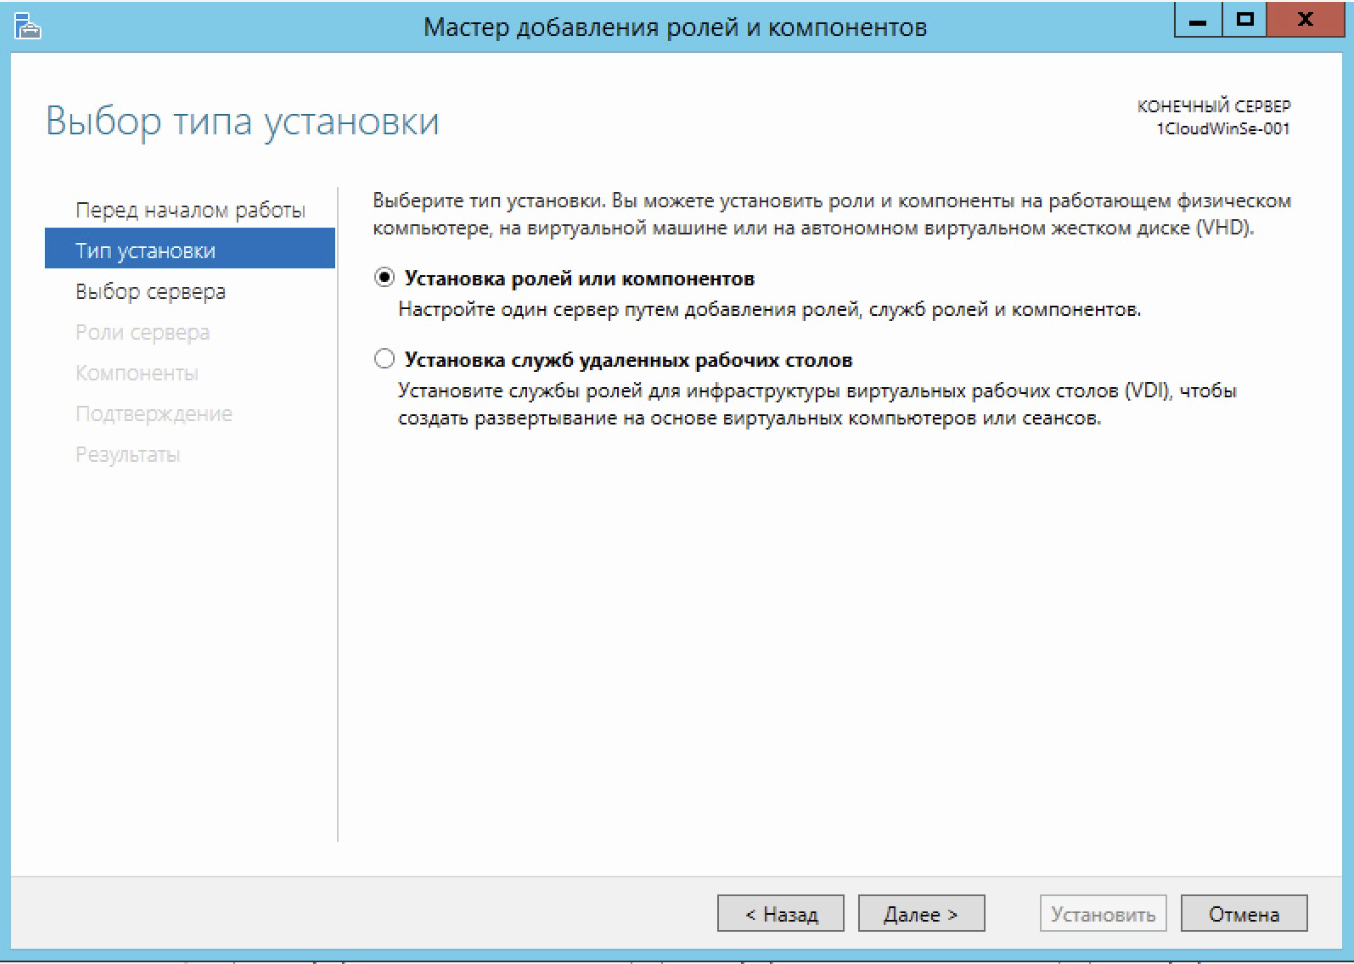 Мастер добавления ролей и компонентов
Выбор типа установки
КОНЕЧНЫЙ СЕРВЕР
1CloudWinSe-001
Перед началом работы
Тип установки
Выбор сервера
Роли сервера
Компоненты
Подтверждение
Результаты
Выберите тип установки. Вы можете установить роли и компоненты на работающем физическом
компьютере, на виртуальной машине или на автономном виртуальном жестком диске (VHD).
Установка ролей или компонентов
Настройте один сервер путем добавления ролей, служб ролей и компонентов.
Установка служб удаленных рабочих столов
Установите службы ролей для инфраструктуры виртуальных рабочих столов (VDI), чтобы
создать развертывание на основе виртуальных компьютеров или сеансов.
< Назад
Далее >
Установить
Отмена